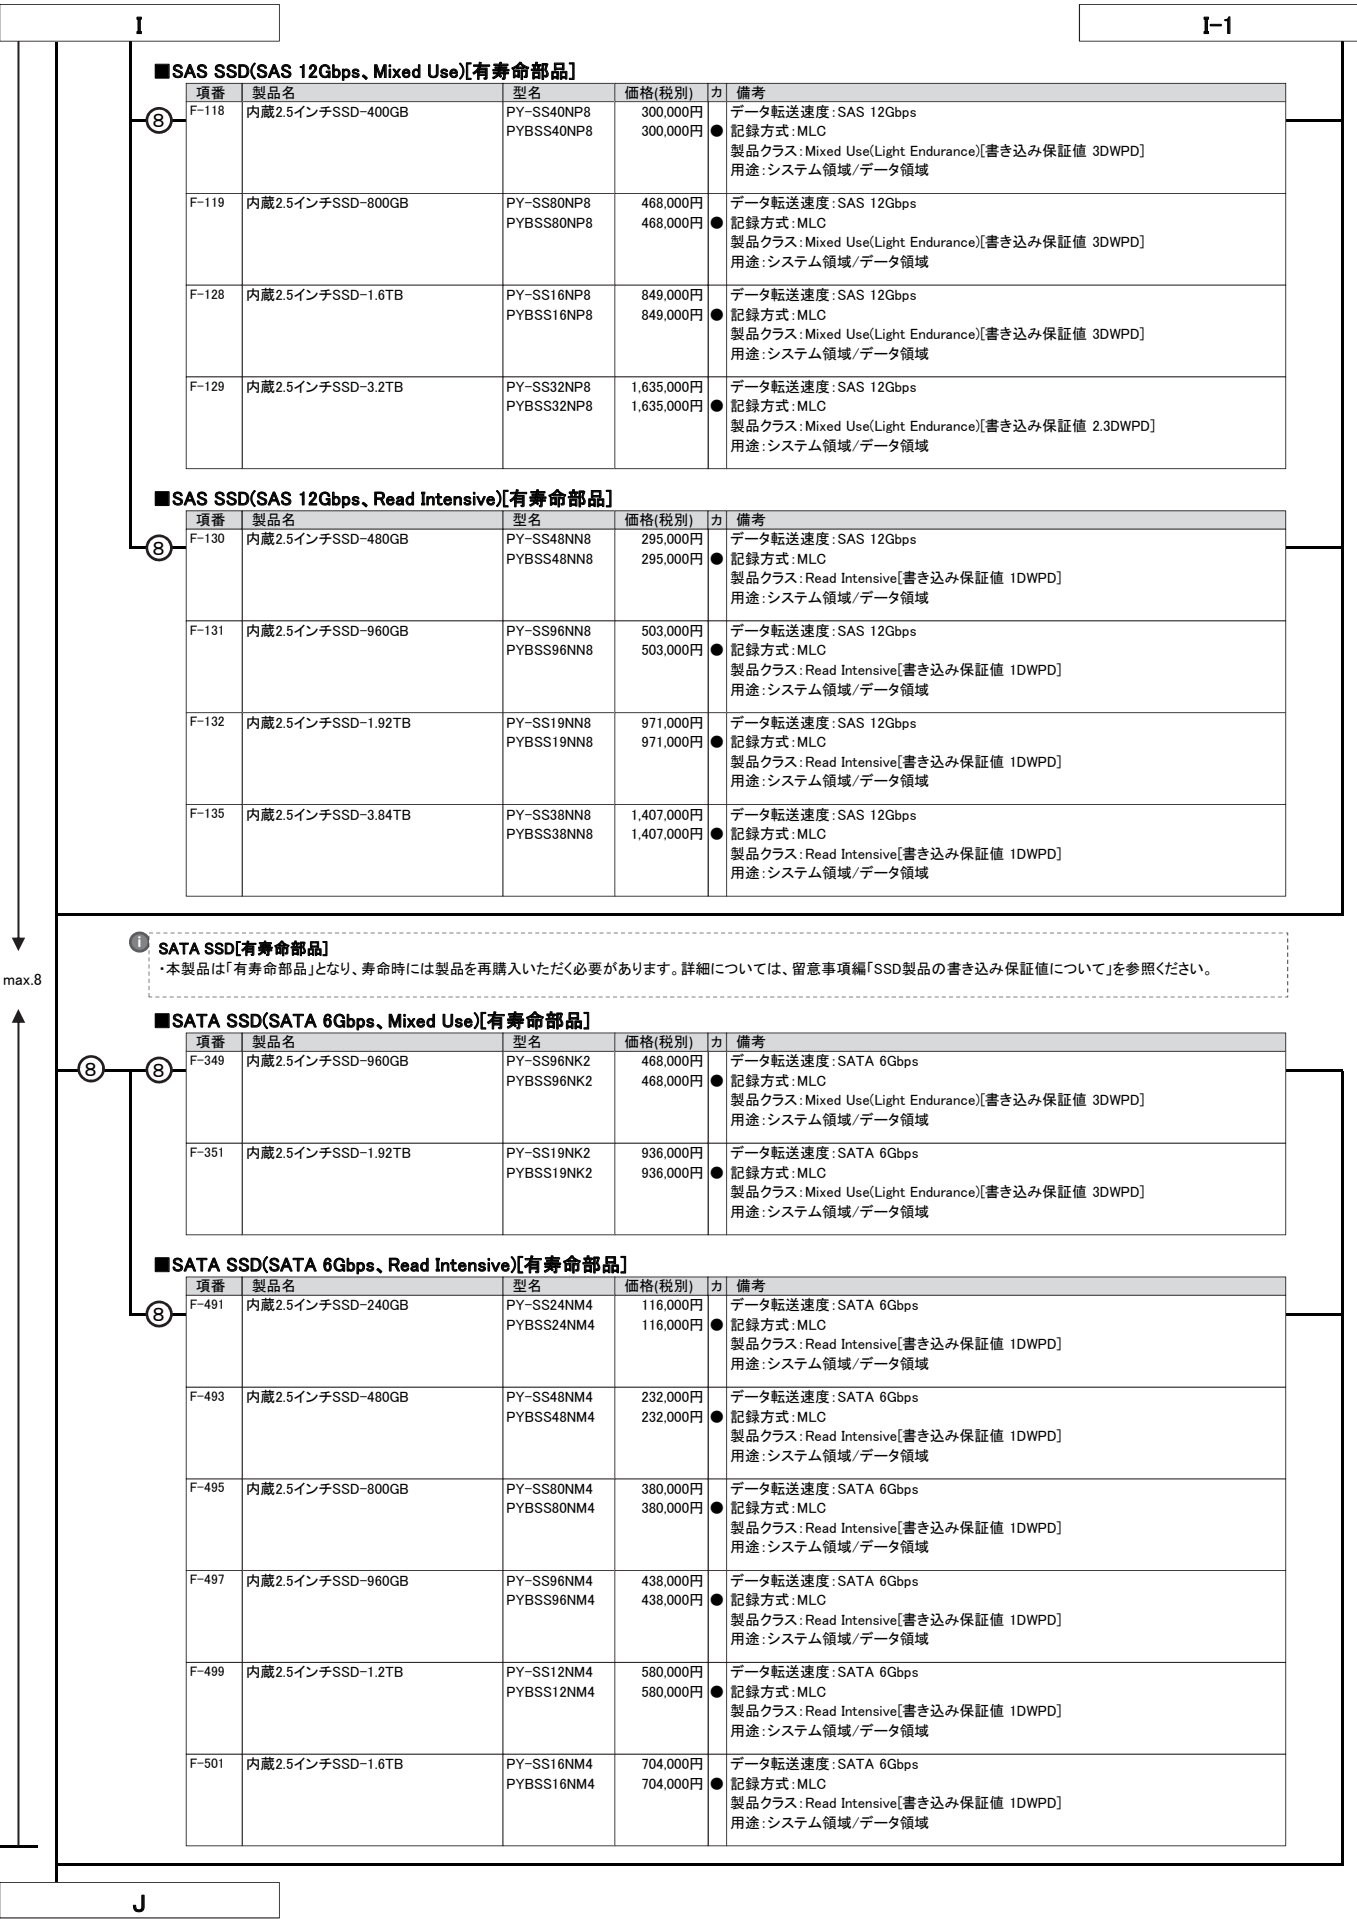 I
I-1
■SAS SSD(SAS 12Gbps、Mixed Use)[有寿命部品]
項番 製品名 型名 価格(税別) カ 備考
⑧ F-118 内蔵2.5インチSSD-400GB PY-SS40NP8 300,000円 データ転送速度：SAS 12Gbps
PYBSS40NP8 300,000円 ● 記録方式：MLC
製品クラス：Mixed Use(Light Endurance)[書き込み保証値 3DWPD]
用途：システム領域/データ領域
F-119 内蔵2.5インチSSD-800GB PY-SS80NP8 468,000円 データ転送速度：SAS 12Gbps
PYBSS80NP8 468,000円 ● 記録方式：MLC
製品クラス：Mixed Use(Light Endurance)[書き込み保証値 3DWPD]
用途：システム領域/データ領域
F-128 内蔵2.5インチSSD-1.6TB PY-SS16NP8 849,000円 データ転送速度：SAS 12Gbps
PYBSS16NP8 849,000円 ● 記録方式：MLC
製品クラス：Mixed Use(Light Endurance)[書き込み保証値 3DWPD]
用途：システム領域/データ領域
F-129 内蔵2.5インチSSD-3.2TB PY-SS32NP8 1,635,000円 データ転送速度：SAS 12Gbps
PYBSS32NP8 1,635,000円 ● 記録方式：MLC
製品クラス：Mixed Use(Light Endurance)[書き込み保証値 2.3DWPD]
用途：システム領域/データ領域
■SAS SSD(SAS 12Gbps、Read Intensive)[有寿命部品]
項番 製品名 型名 価格(税別) カ 備考
⑧ F-130 内蔵2.5インチSSD-480GB PY-SS48NN8 295,000円 データ転送速度：SAS 12Gbps
PYBSS48NN8 295,000円 ● 記録方式：MLC
製品クラス：Read Intensive[書き込み保証値 1DWPD]
用途：システム領域/データ領域
F-131 内蔵2.5インチSSD-960GB PY-SS96NN8 503,000円 データ転送速度：SAS 12Gbps
PYBSS96NN8 503,000円 ● 記録方式：MLC
製品クラス：Read Intensive[書き込み保証値 1DWPD]
用途：システム領域/データ領域
F-132 内蔵2.5インチSSD-1.92TB PY-SS19NN8 971,000円 データ転送速度：SAS 12Gbps
PYBSS19NN8 971,000円 ● 記録方式：MLC
製品クラス：Read Intensive[書き込み保証値 1DWPD]
用途：システム領域/データ領域
F-135 内蔵2.5インチSSD-3.84TB PY-SS38NN8 1,407,000円 データ転送速度：SAS 12Gbps
PYBSS38NN8 1,407,000円 ● 記録方式：MLC
製品クラス：Read Intensive[書き込み保証値 1DWPD]
用途：システム領域/データ領域
max.8
i SATA SSD[有寿命部品]
・本製品は「有寿命部品」となり、寿命時には製品を再購入いただく必要があります。詳細については、留意事項編「SSD製品の書き込み保証値について」を参照ください。
■SATA SSD(SATA 6Gbps、Mixed Use)[有寿命部品]
項番 製品名 型名 価格(税別) カ 備考
⑧ ⑧ F-349 内蔵2.5インチSSD-960GB PY-SS96NK2 468,000円 データ転送速度：SATA 6Gbps
PYBSS96NK2 468,000円 ● 記録方式：MLC
製品クラス：Mixed Use(Light Endurance)[書き込み保証値 3DWPD]
用途：システム領域/データ領域
F-351 内蔵2.5インチSSD-1.92TB PY-SS19NK2 936,000円 データ転送速度：SATA 6Gbps
PYBSS19NK2 936,000円 ● 記録方式：MLC
製品クラス：Mixed Use(Light Endurance)[書き込み保証値 3DWPD]
用途：システム領域/データ領域
■SATA SSD(SATA 6Gbps、Read Intensive)[有寿命部品]
項番 製品名 型名 価格(税別) カ 備考
⑧ F-491 内蔵2.5インチSSD-240GB PY-SS24NM4 116,000円 データ転送速度：SATA 6Gbps
PYBSS24NM4 116,000円 ● 記録方式：MLC
製品クラス：Read Intensive[書き込み保証値 1DWPD]
用途：システム領域/データ領域
F-493 内蔵2.5インチSSD-480GB PY-SS48NM4 232,000円 データ転送速度：SATA 6Gbps
PYBSS48NM4 232,000円 ● 記録方式：MLC
製品クラス：Read Intensive[書き込み保証値 1DWPD]
用途：システム領域/データ領域
F-495 内蔵2.5インチSSD-800GB PY-SS80NM4 380,000円 データ転送速度：SATA 6Gbps
PYBSS80NM4 380,000円 ● 記録方式：MLC
製品クラス：Read Intensive[書き込み保証値 1DWPD]
用途：システム領域/データ領域
F-497 内蔵2.5インチSSD-960GB PY-SS96NM4 438,000円 データ転送速度：SATA 6Gbps
PYBSS96NM4 438,000円 ● 記録方式：MLC
製品クラス：Read Intensive[書き込み保証値 1DWPD]
用途：システム領域/データ領域
F-499 内蔵2.5インチSSD-1.2TB PY-SS12NM4 580,000円 データ転送速度：SATA 6Gbps
PYBSS12NM4 580,000円 ● 記録方式：MLC
製品クラス：Read Intensive[書き込み保証値 1DWPD]
用途：システム領域/データ領域
F-501 内蔵2.5インチSSD-1.6TB PY-SS16NM4 704,000円 データ転送速度：SATA 6Gbps
PYBSS16NM4 704,000円 ● 記録方式：MLC
製品クラス：Read Intensive[書き込み保証値 1DWPD]
用途：システム領域/データ領域
J